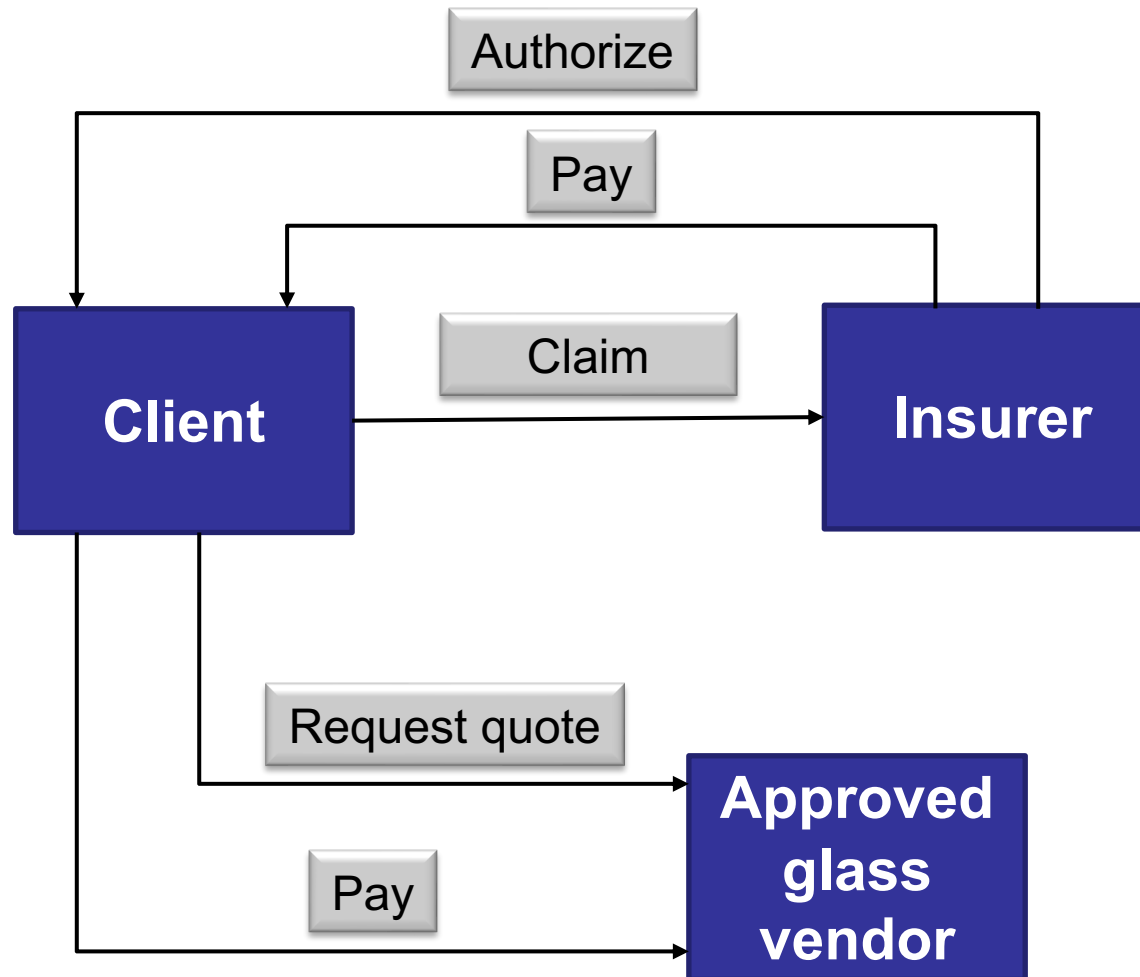 Authorize
Pay
Claim
Client
Insurer
Request quote
Approved
glass
vendor
Pay